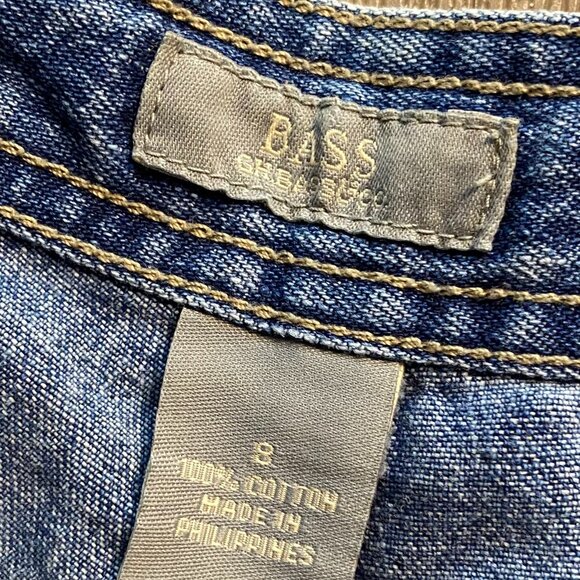 BASS
8
100% COTTON
MADE IN
PHILIPPINES